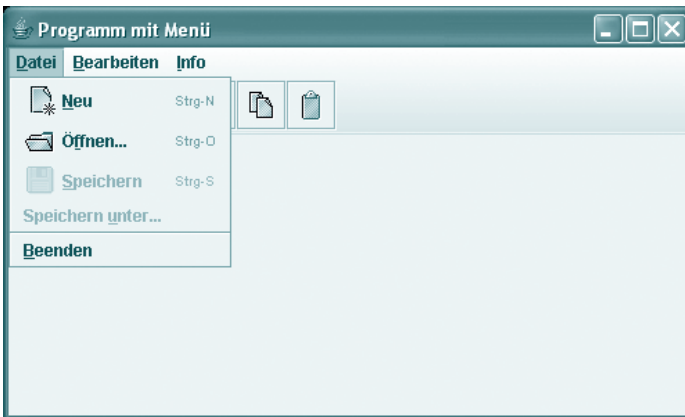 Programm mit Menü
Datei Bearbeiten Info
Neu Strg-N
Öffnen... Strg-O
Speichern Strg-S
Speichern unter...
Beenden